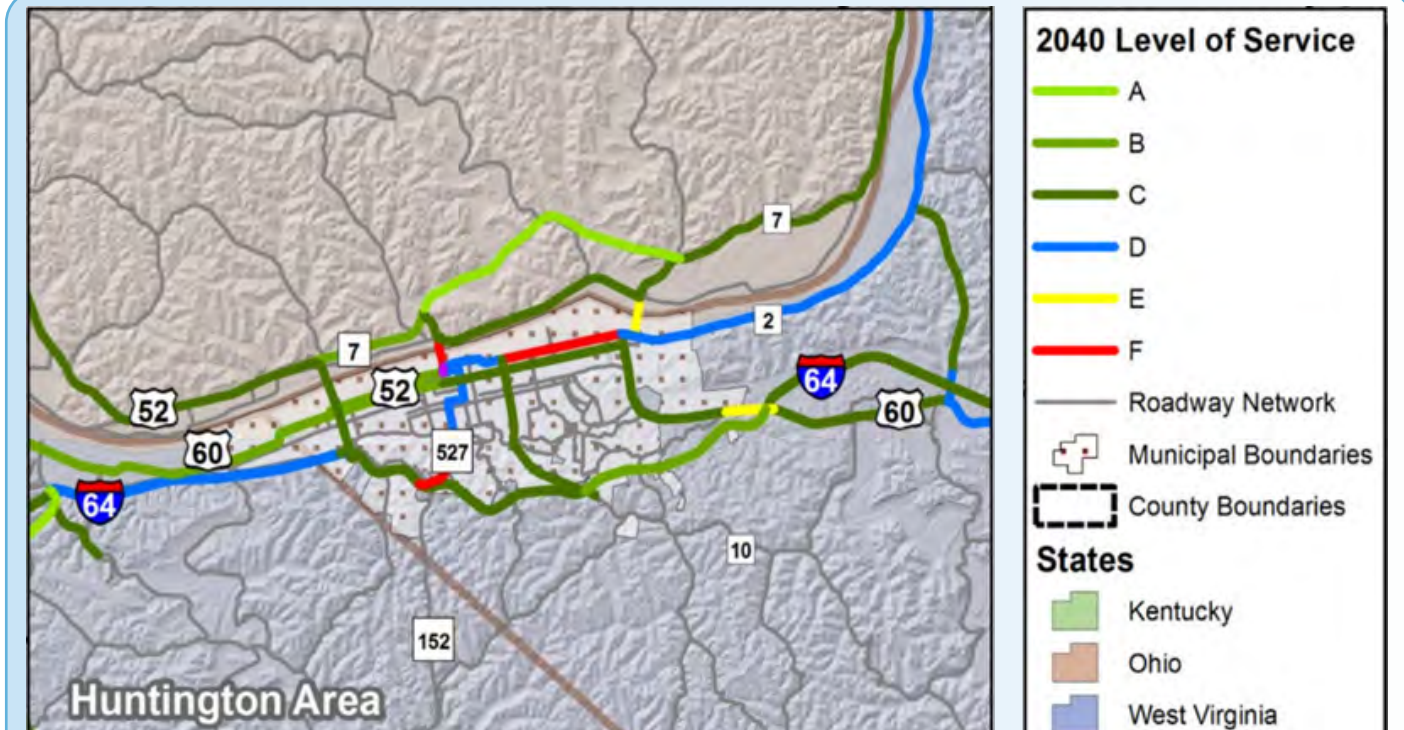 7
2
7
64
52
52
60
60
527
64
10
152
Huntington Area
2040 Level of Service
A
B
C
D
E
F
Roadway Network
Municipal Boundaries
County Boundaries
States
Kentucky
Ohio
West Virginia